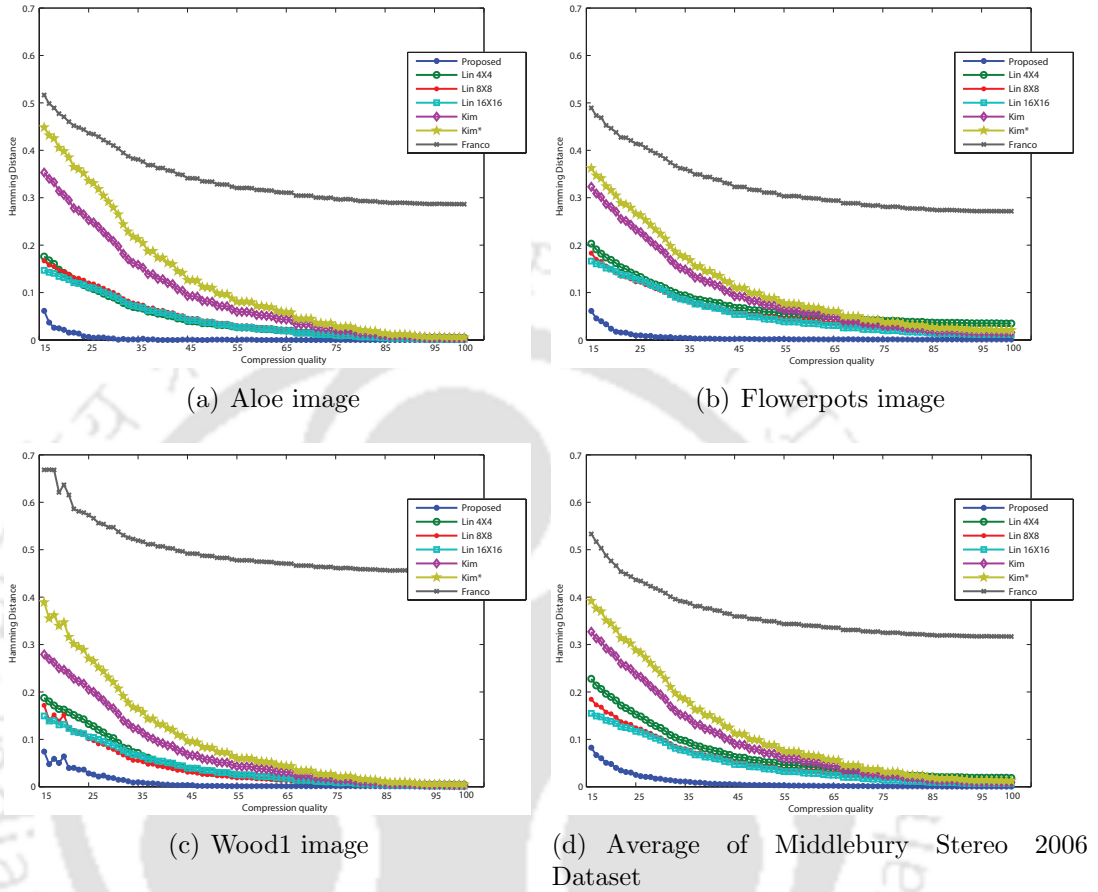 0.7
0.6
0.5
0.4
0.3
0.2
0.1
0
Hamming Distance
15 25 35 45 55 65 75 85 95 100
Compression quality
Proposed
Lin 4X4
Lin 8X8
Lin 16X16
Kim
Kim*
Franco
(a) Aloe image
0.7
0.6
0.5
0.4
0.3
0.2
0.1
0
Hamming Distance
15 25 35 45 55 65 75 85 95 100
Compression quality
Proposed
Lin 4X4
Lin 8X8
Lin 16X16
Kim
Kim*
Franco
(b) Flowerpots image
0.7
0.6
0.5
0.4
0.3
0.2
0.1
0
Hamming Distance
15 25 35 45 55 65 75 85 95 100
Compression quality
Proposed
Lin 4X4
Lin 8X8
Lin 16X16
Kim
Kim*
Franco
(c) Wood1 image
0.7
0.6
0.5
0.4
0.3
0.2
0.1
0
Hamming Distance
15 25 35 45 55 65 75 85 95 100
Compression quality
Proposed
Lin 4X4
Lin 8X8
Lin 16X16
Kim
Kim*
Franco
(d) Average of Middlebury Stereo 2006
Dataset